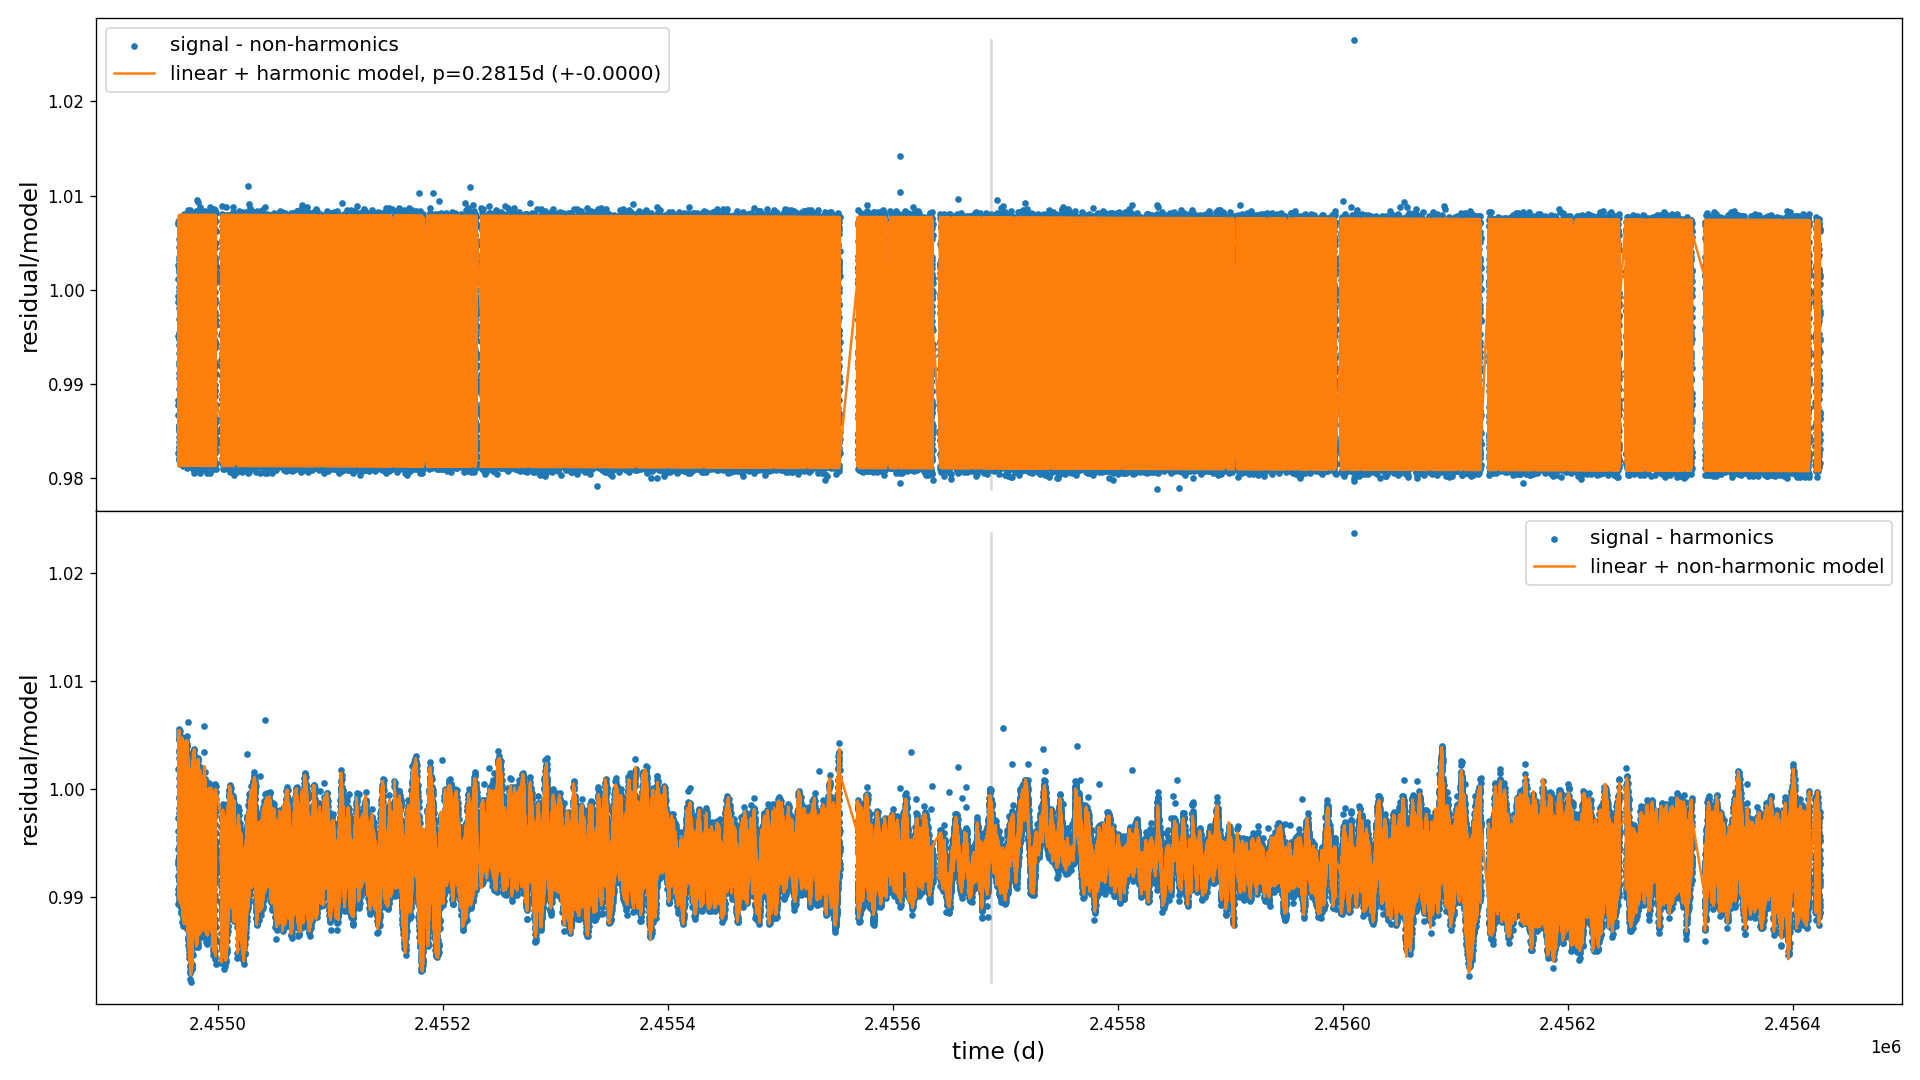 signal - non-harmonics
linear + harmonic model, p=0.2815d (+-0.0000)
1.02
1.01
1.00
0.99
0.98
residual/model
signal - harmonics
linear + non-harmonic model
1.02
1.01
1.00
0.99
residual/model
2.4550
2.4552
2.4554
2.4556
2.4558
2.4560
2.4562
2.4564
1e6
time (d)